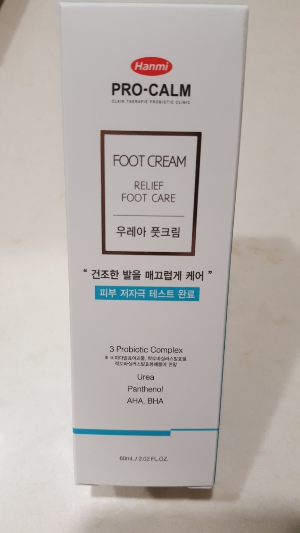 Hanmi
PRO-CALM
CLAIR THERAPIE PROBIOTIC CLINIC
FOOT CREAM
RELIEF
FOOT CARE
우레아 풋크림
“ 건조한 발을 매끄럽게 케어 ”
피부 저자극 테스트 완료
3 Probiotic Complex
Urea
Panthenol
AHA, BHA
60mL / 2.02 FL.OZ.